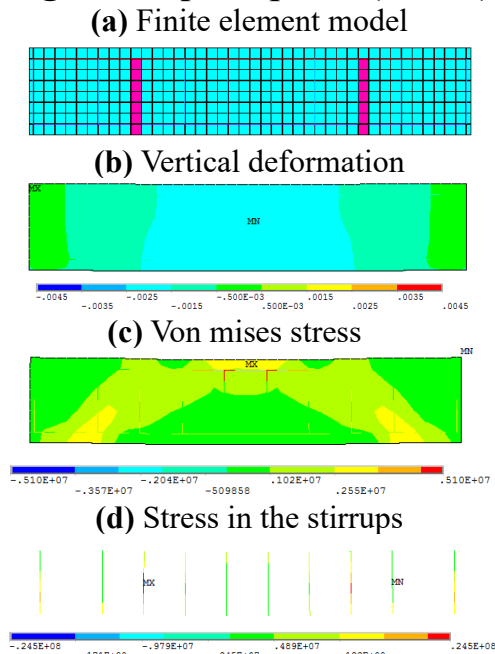 (a) Finite element model
(b) Vertical deformation
MX
MN
-.0045 -.0025 -.500E-03 .0015 .0035
-.0035 -.0015 .500E-03 .0025 .0045
(c) Von mises stress
MN
MX
-.510E+07 -.204E+07 .102E+07 .510E+07
-.357E+07 -509858 .255E+07
(d) Stress in the stirrups
MX
MN
-.245E+08 -.979E+07 .489E+07 .245E+08